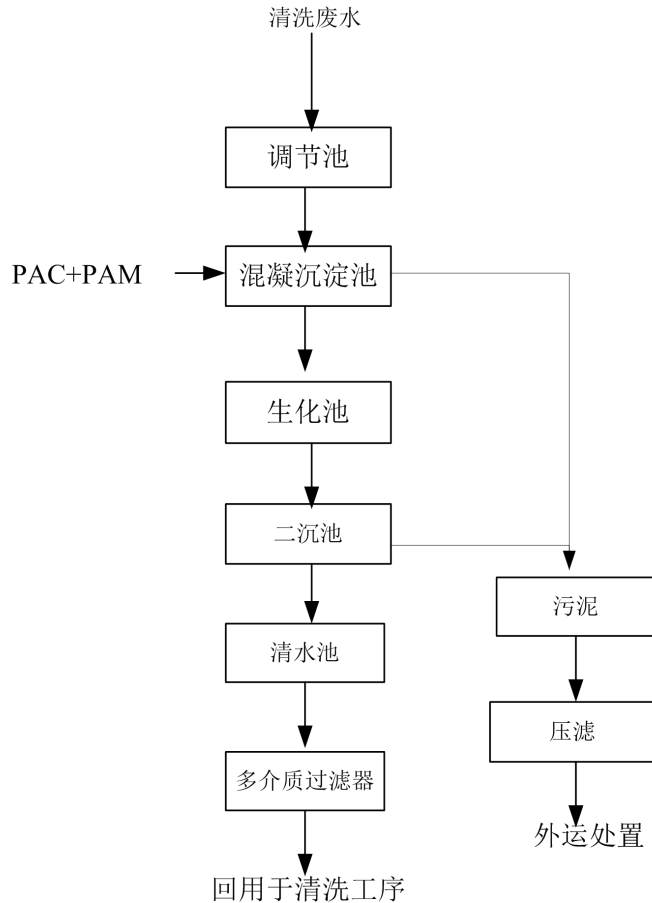 清洗废水
调节池
PAC+PAM
混凝沉淀池
生化池
二沉池
污泥
清水池
压滤
多介质过滤器
外运处置
回用于清洗工序